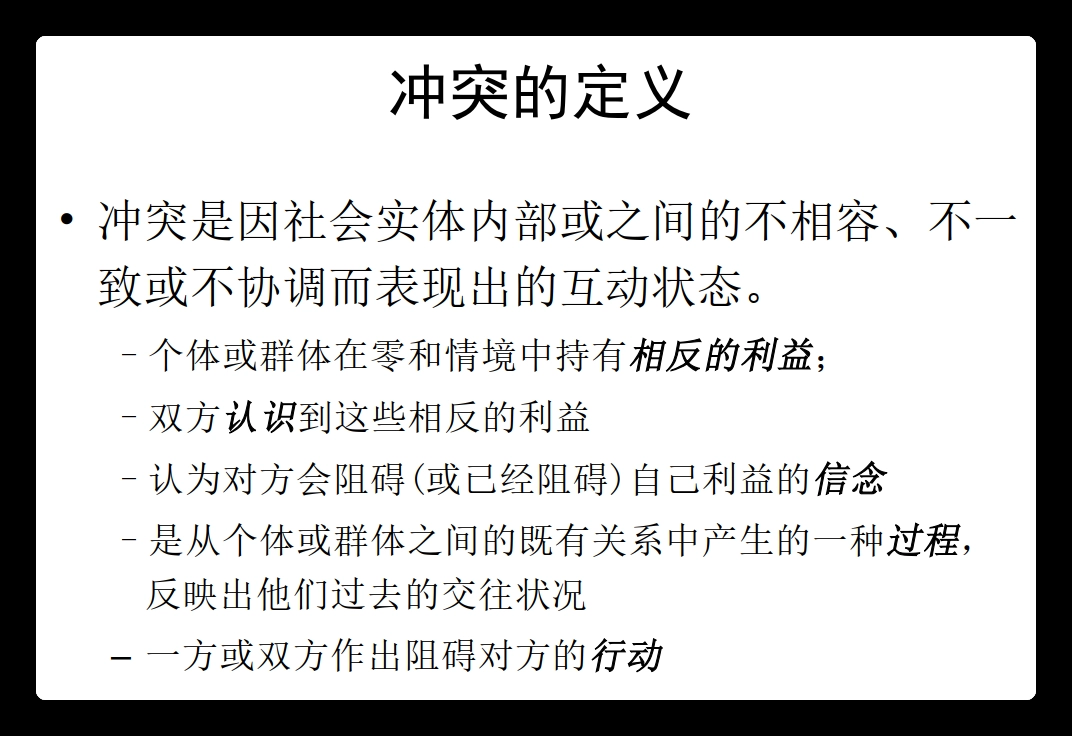 冲突的定义
• 冲突是因社会实体内部或之间的不相容、不一
致或不协调而表现出的互动状态。
– 个体或群体在零和情境中持有相反的利益；
– 双方认识到这些相反的利益
– 认为对方会阻碍(或已经阻碍)自己利益的信念
– 是从个体或群体之间的既有关系中产生的一种过程，
反映出他们过去的交往状况
– 一方或双方作出阻碍对方的行动